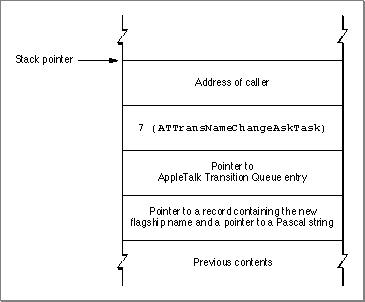 Stack pointer
Address of caller
7 (ATTransNameChangeAskTask)
Pointer to
AppleTalk Transition Queue entry
Pointer to a record containing the new
flagship name and a pointer to a Pascal string
Previous contents